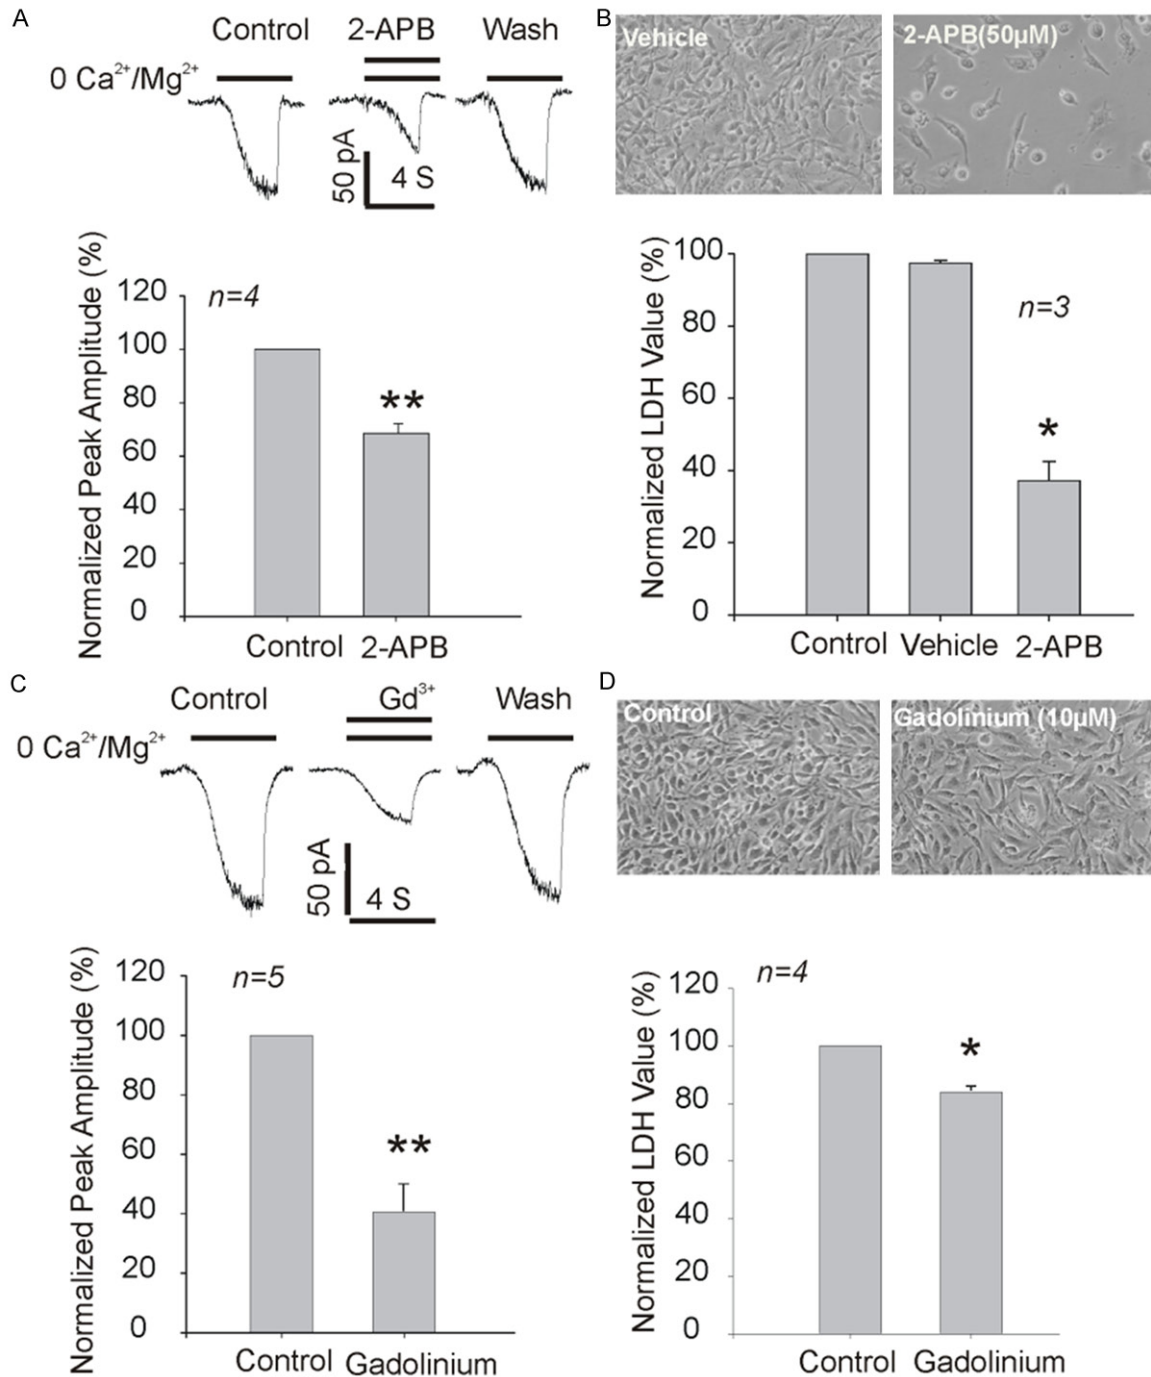 A
Control 2-APB Wash
0 Ca²⁺/Mg²⁺
50 pA
4 S
Normalized Peak Amplitude (%)
120
100
80
60
40
20
0
n=4
**
Control 2-APB
B
Vehicle
2-APB(50µM)
Normalized LDH Value (%)
100
80
60
40
20
0
n=3
*
Control Vehicle 2-APB
C
Control Gd³⁺ Wash
0 Ca²⁺/Mg²⁺
50 pA
4 S
Normalized Peak Amplitude (%)
120
100
80
60
40
20
0
n=5
**
Control Gadolinium
D
Control
Gadolinium (10µM)
Normalized LDH Value (%)
120
100
80
60
40
20
0
n=4
*
Control Gadolinium